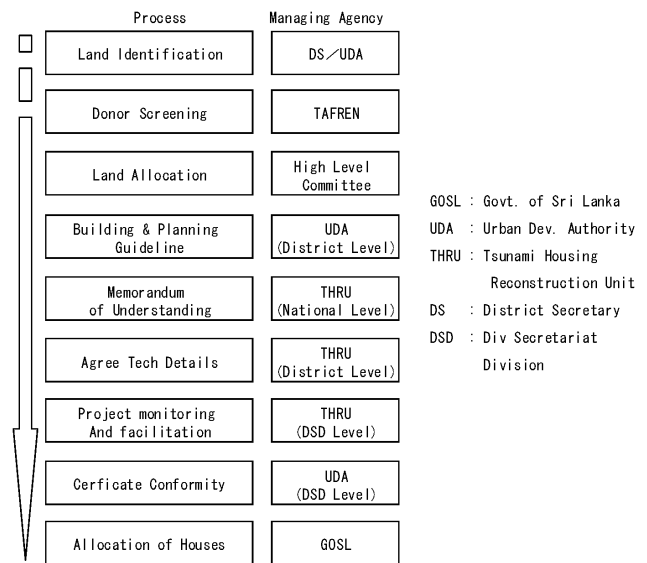 Process Managing Agency
Land Identification
DS／UDA
Donor Screening
TAFREN
Land Allocation
High Level
Committee
Building & Planning
Guideline
UDA
(District Level)
Memorandum
of Understanding
THRU
(National Level)
Agree Tech Details
THRU
(District Level)
Project monitoring
And facilitation
THRU
(DSD Level)
Cerficate Conformity
UDA
(DSD Level)
Allocation of Houses
GOSL
GOSL : Govt. of Sri Lanka
UDA : Urban Dev. Authority
THRU : Tsunami Housing
Reconstruction Unit
DS : District Secretary
DSD : Div Secretariat
Division